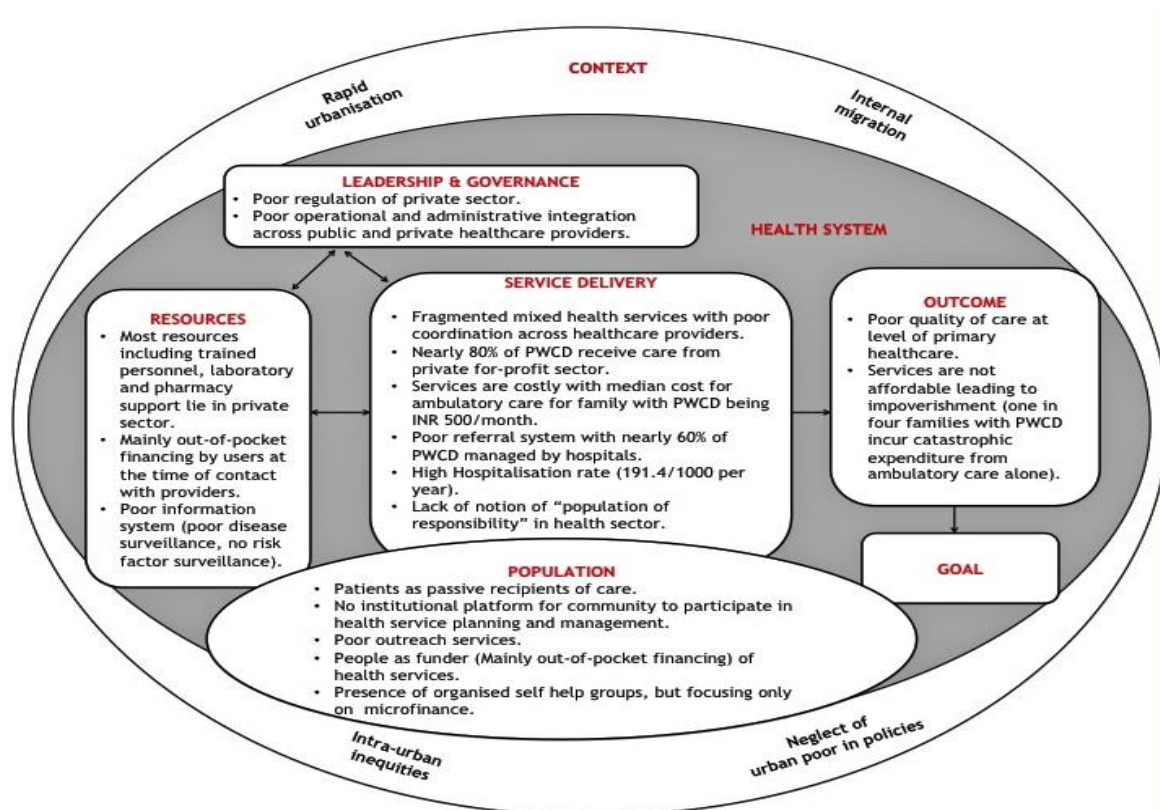 CONTEXT
Rapid
urbanisation
Internal
migration
LEADERSHIP & GOVERNANCE
• Poor regulation of private sector.
• Poor operational and administrative integration
across public and private healthcare providers.
HEALTH SYSTEM
RESOURCES
• Most resources
including trained
personnel, laboratory
and pharmacy
support lie in private
sector.
• Mainly out-of-pocket
financing by users at
the time of contact
with providers.
• Poor information
system (poor disease
surveillance, no risk
factor surveillance).
SERVICE DELIVERY
• Fragmented mixed health services with poor
coordination across healthcare providers.
• Nearly 80% of PWCD receive care from
private for-profit sector.
• Services are costly with median cost for
ambulatory care for family with PWCD being
INR 500/month.
• Poor referral system with nearly 60% of
PWCD managed by hospitals.
• High Hospitalisation rate (191.4/1000 per
year).
• Lack of notion of “population of
responsibility” in health sector.
OUTCOME
• Poor quality of care at
level of primary
healthcare.
• Services are not
affordable leading to
impoverishment (one in
four families with PWCD
incur catastrophic
expenditure from
ambulatory care alone).
GOAL
POPULATION
• Patients as passive recipients of care.
• No institutional platform for community to participate in
health service planning and management.
• Poor outreach services.
• People as funder (Mainly out-of-pocket financing) of
health services.
• Presence of organised self help groups, but focusing only
on microfinance.
Intra-urban
inequities
Neglect of
urban poor in policies